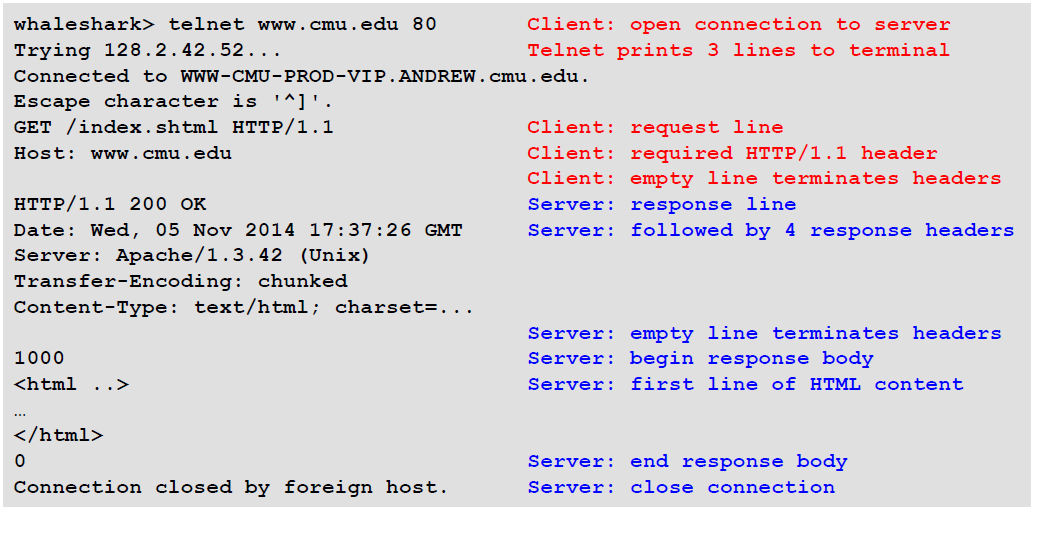 whaleshark> telnet www.cmu.edu 80 Client: open connection to server
Trying 128.2.42.52... Telnet prints 3 lines to terminal
Connected to WWW-CMU-PROD-VIP.ANDREW.cmu.edu.
Escape character is '^]'.
GET /index.shtml HTTP/1.1 Client: request line
Host: www.cmu.edu Client: required HTTP/1.1 header
Client: empty line terminates headers
HTTP/1.1 200 OK Server: response line
Date: Wed, 05 Nov 2014 17:37:26 GMT Server: followed by 4 response headers
Server: Apache/1.3.42 (Unix)
Transfer-Encoding: chunked
Content-Type: text/html; charset=...
Server: empty line terminates headers
1000 Server: begin response body
<html ..> Server: first line of HTML content
…
</html>
0 Server: end response body
Connection closed by foreign host. Server: close connection